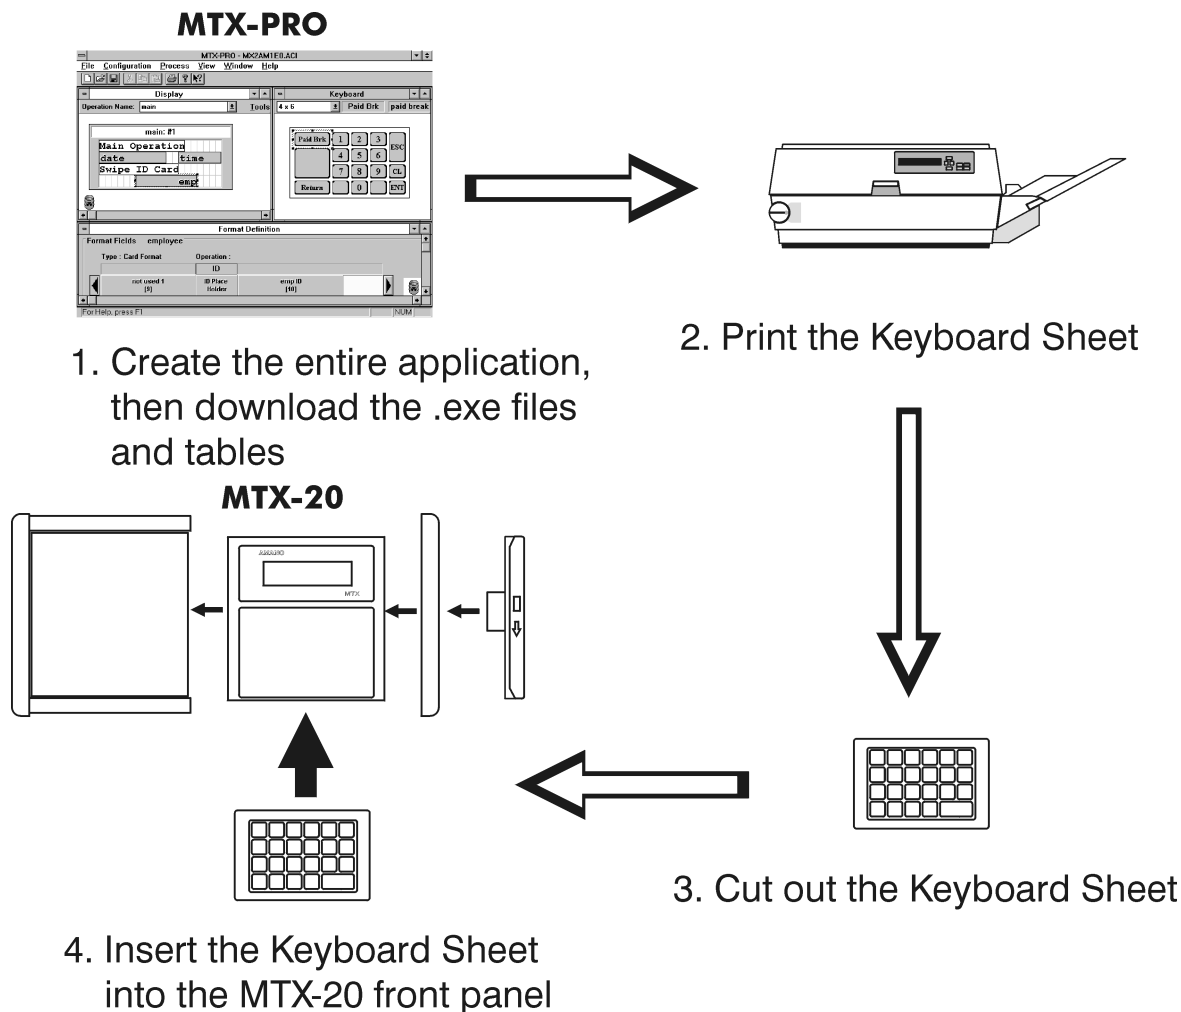 MTX-PRO
MTX-PRO - MX2AM1E0.ACI
File Configuration Process View Window Help
Display
Keyboard
Operation Name: main Tools
4 x 6 Paid Brk paid break
main: #1
Main Operation
date time
Swipe ID Card
emp
Paid Brk 1 2 3 ESC
4 5 6
7 8 9 CL
Return 0 ENT
Format Definition
Format Fields employee
Type : Card Format Operation :
ID
not used 1 ID Place emp ID
[9] Holder [10]
For Help, press F1 NUM
1. Create the entire application,
then download the .exe files
and tables
2. Print the Keyboard Sheet
MTX-20
AMANO
MTX
3. Cut out the Keyboard Sheet
4. Insert the Keyboard Sheet
into the MTX-20 front panel